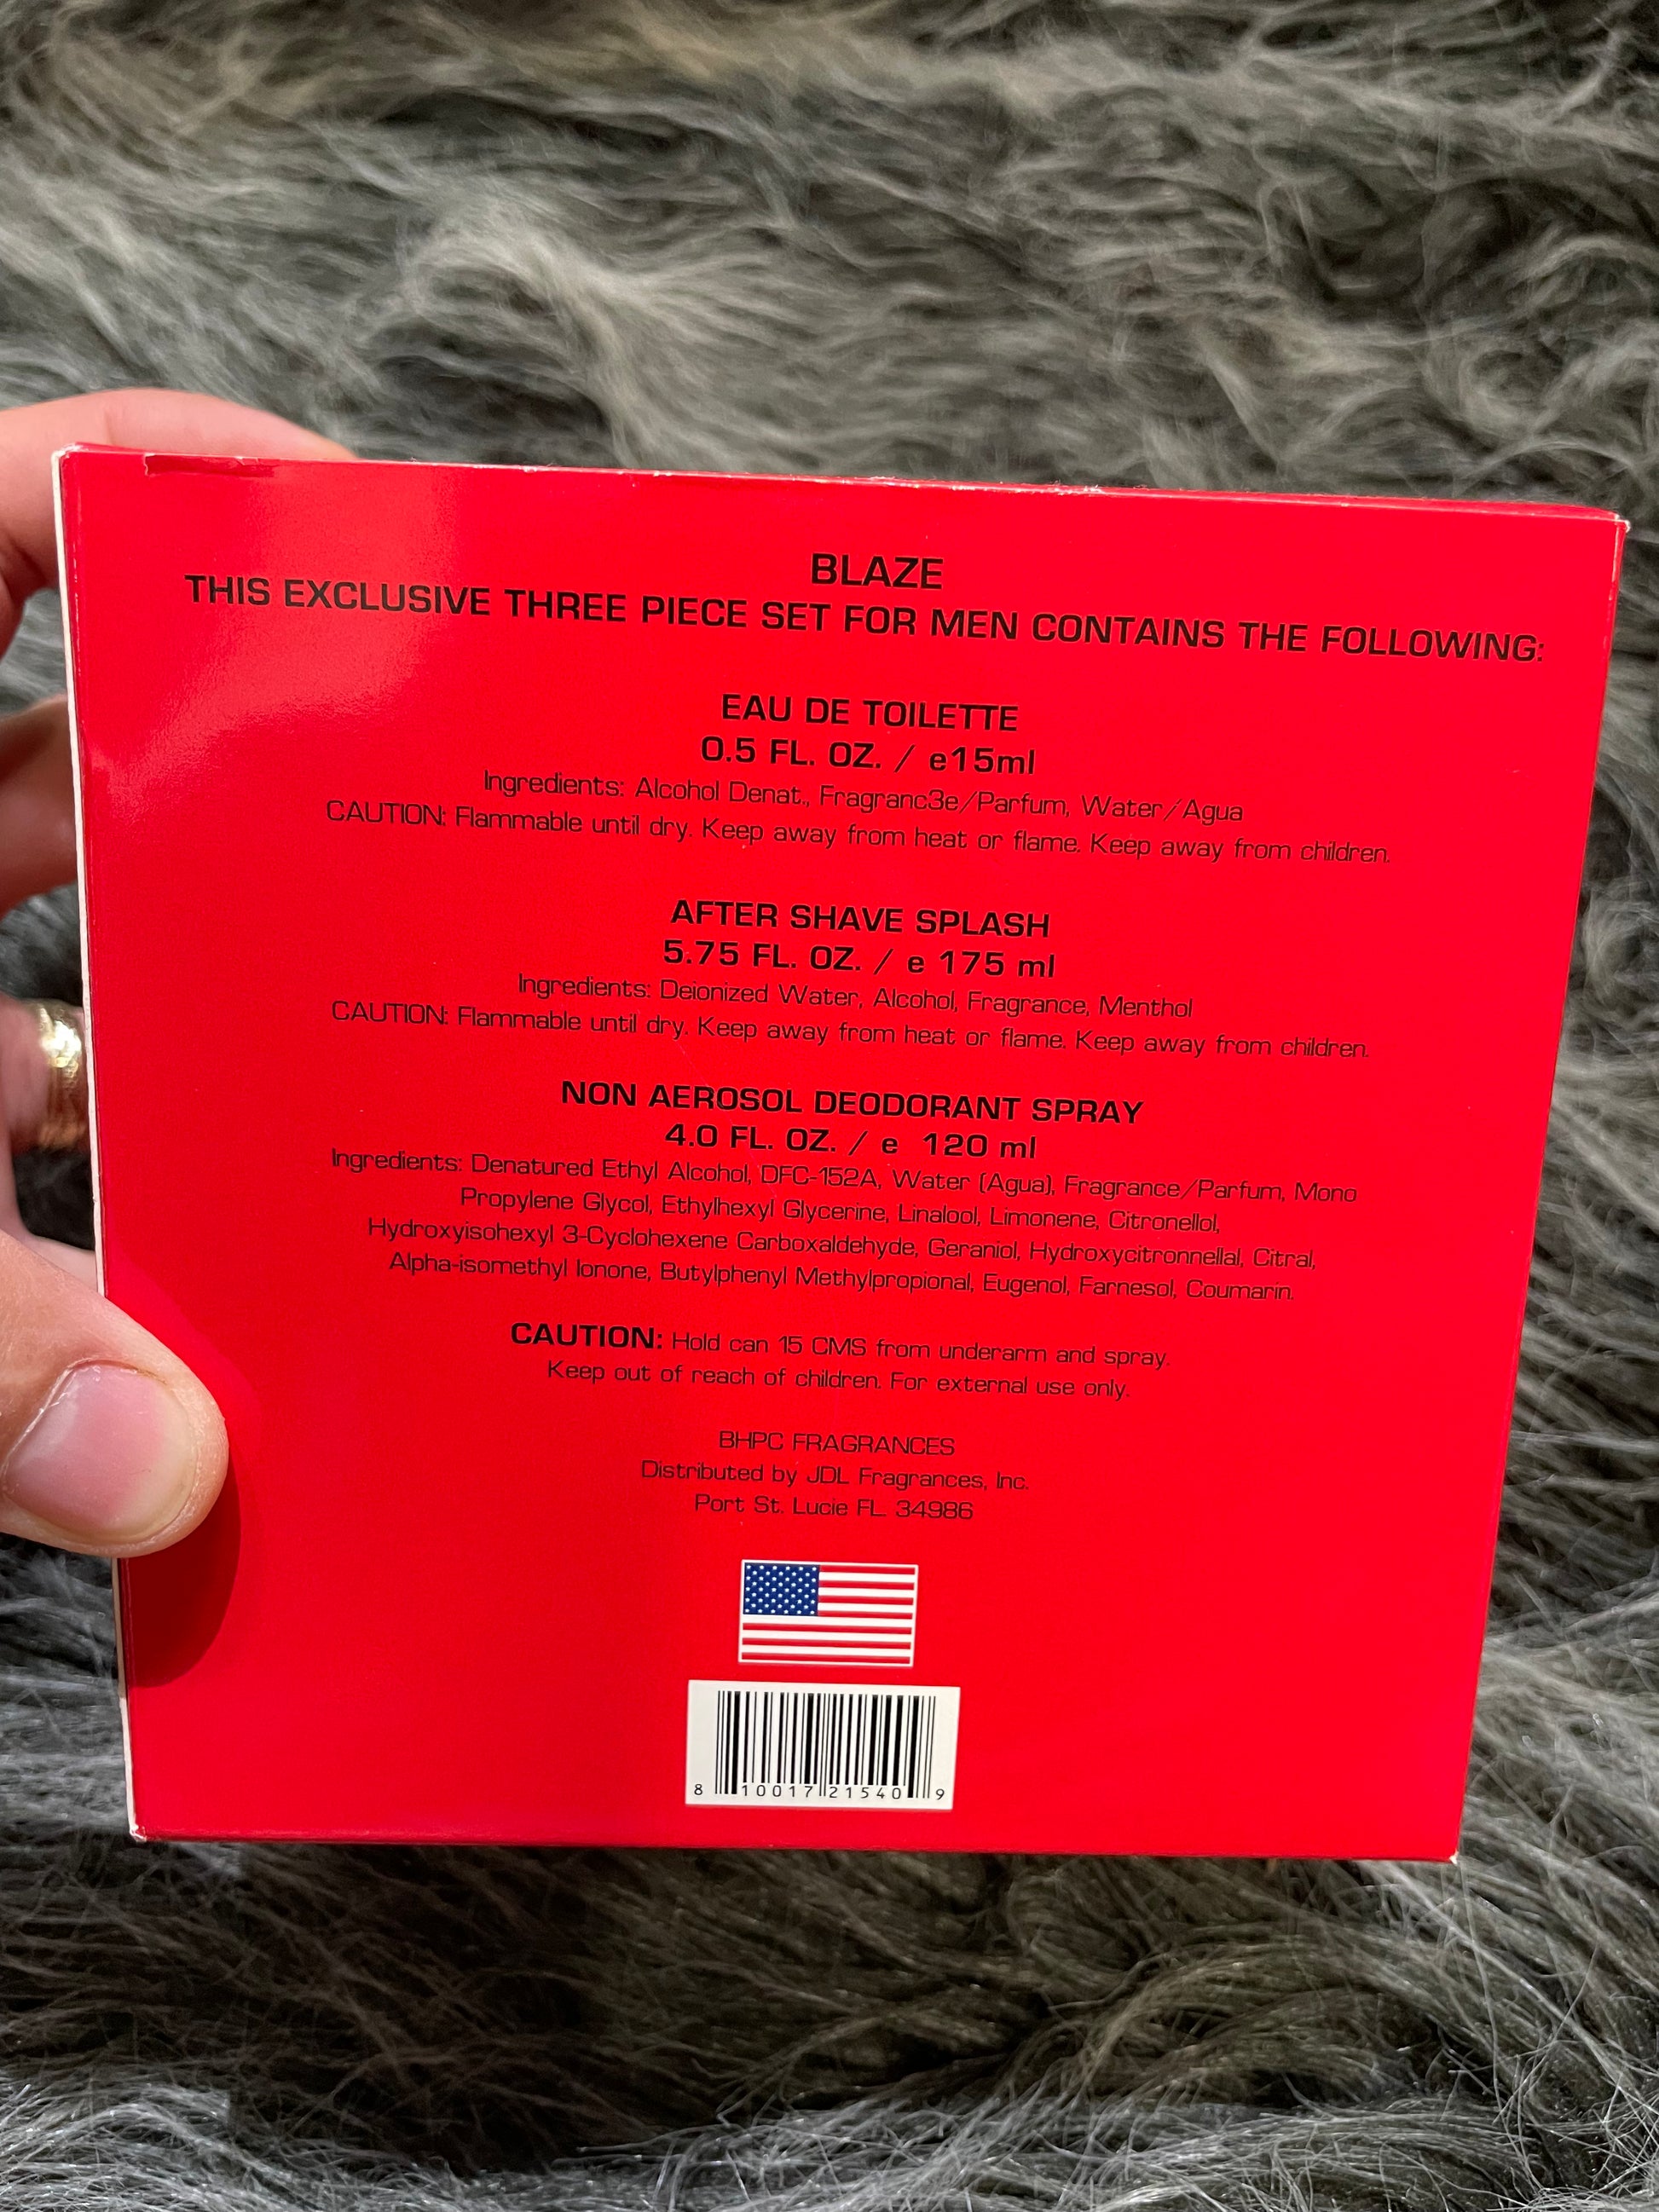 BLAZE
THIS EXCLUSIVE THREE PIECE SET FOR MEN CONTAINS THE FOLLOWING:
EAU DE TOILETTE
0.5 FL. OZ. / e15ml
Ingredients: Alcohol Denat., Fragranc3e/Parfum, Water/Agua
CAUTION: Flammable until dry. Keep away from heat or flame. Keep away from children.
AFTER SHAVE SPLASH
5.75 FL. OZ. / e 175 ml
Ingredients: Deionized Water, Alcohol, Fragrance, Menthol
CAUTION: Flammable until dry. Keep away from heat or flame. Keep away from children.
NON AEROSOL DEODORANT SPRAY
4.0 FL. OZ. / e 120 ml
Ingredients: Denatured Ethyl Alcohol, DFC-152A, Water (Agua), Fragrance/Parfum, Mono
Propylene Glycol, Ethylhexyl Glycerine, Linalool, Limonene, Citronellol,
Hydroxyisohexyl 3-Cyclohexene Carboxaldehyde, Geraniol, Hydroxycitronnellal, Citral,
Alpha-isomethyl Ionone, Butylphenyl Methylpropional, Eugenol, Farnesol, Coumarin.
CAUTION: Hold can 15 CMS from underarm and spray.
Keep out of reach of children. For external use only.
BHPC FRAGRANCES
Distributed by JDL Fragrances, Inc.
Port St. Lucie FL 34986
8 10017 21540 9